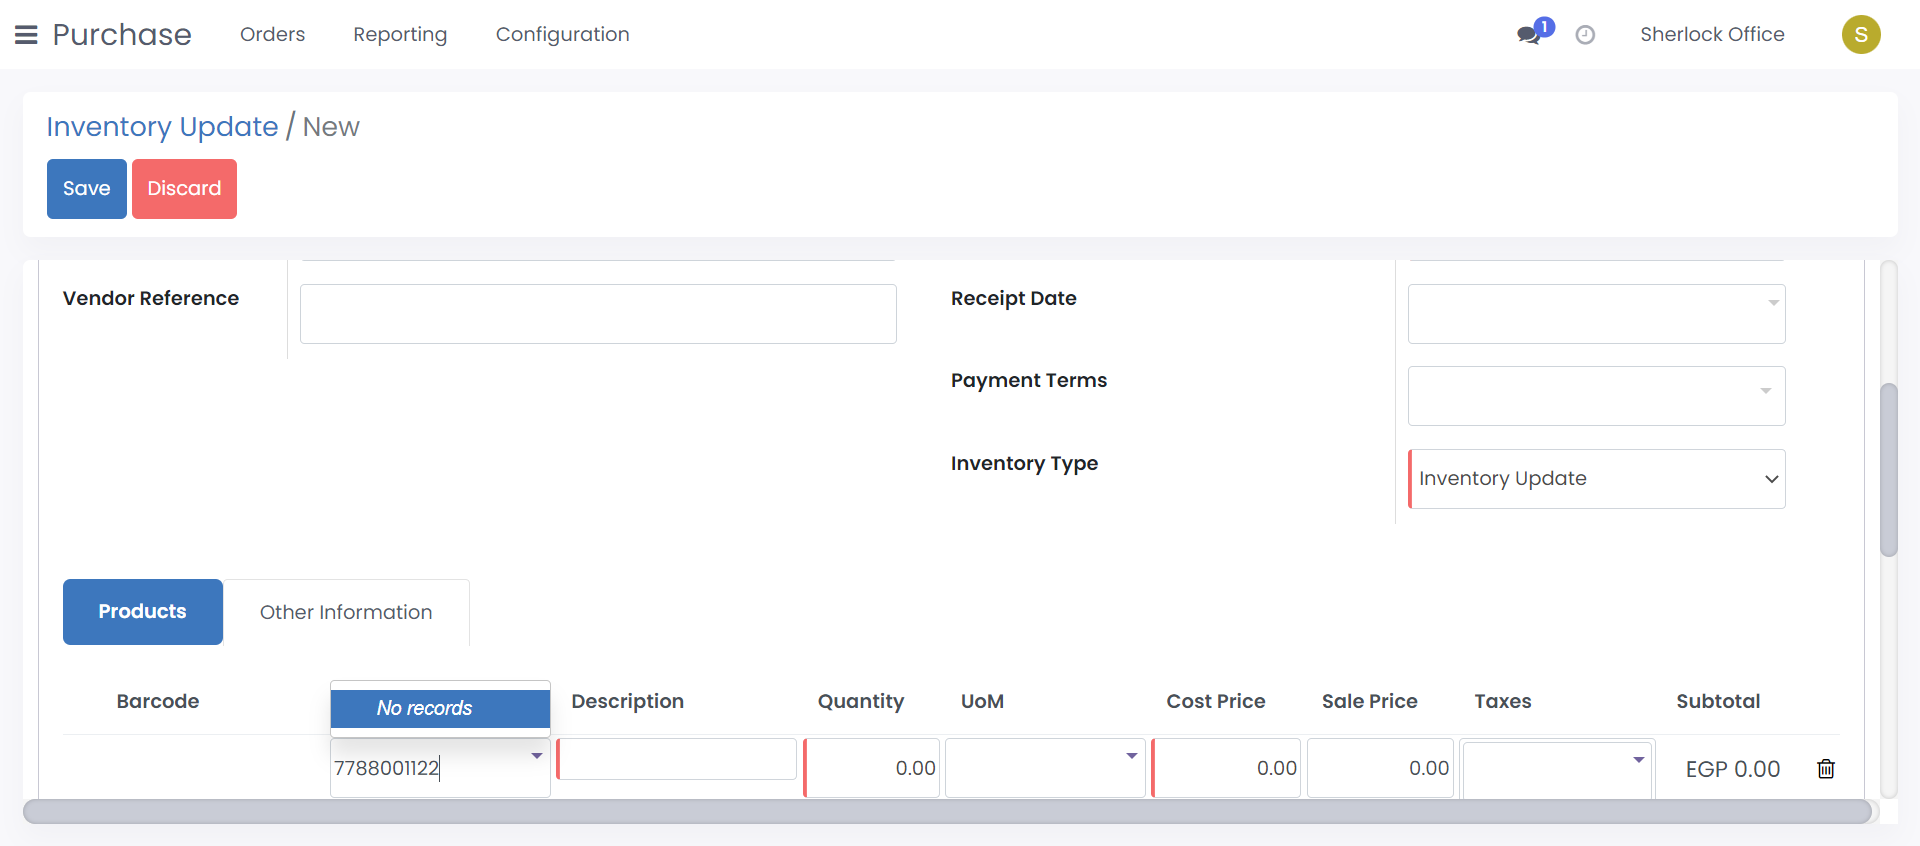 Purchase Orders Reporting Configuration 1 Sherlock Office S
Inventory Update / New
Save Discard
Vendor Reference Receipt Date
Payment Terms
Inventory Type Inventory Update
Products Other Information
Barcode No records Description Quantity UoM Cost Price Sale Price Taxes Subtotal
7788001122 0.00 0.00 0.00 EGP 0.00